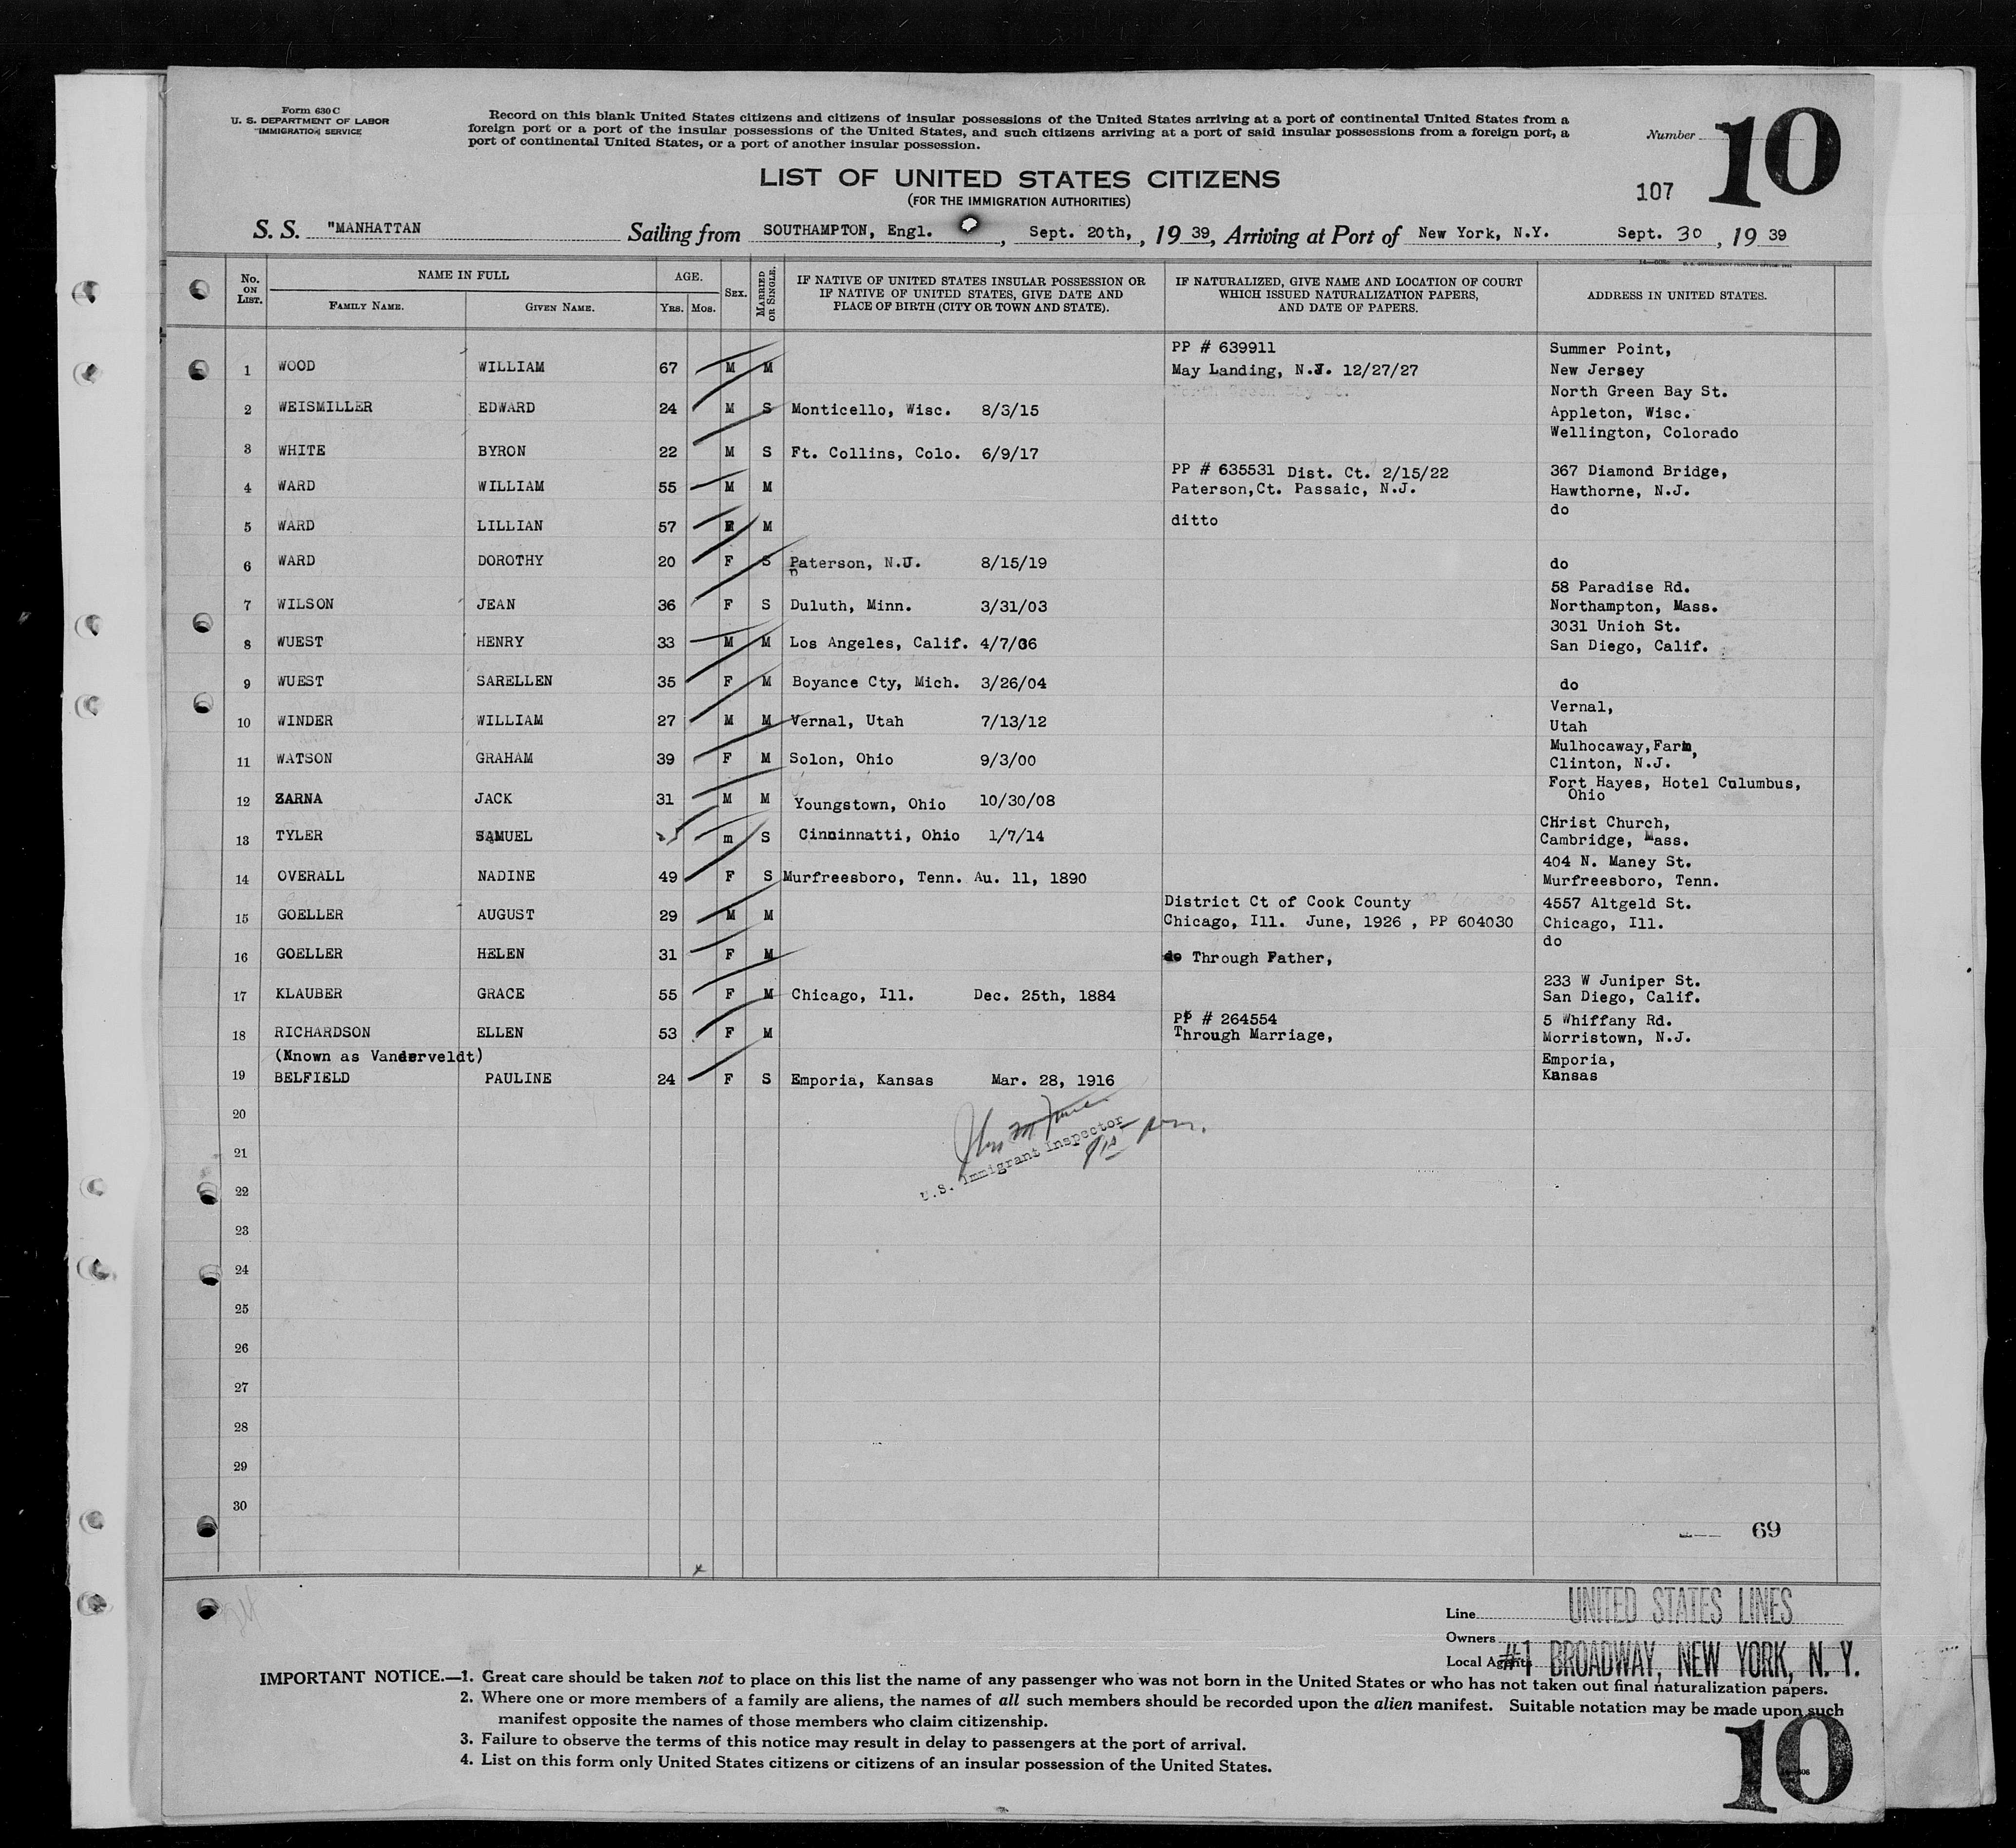 Form 630 C
U. S. DEPARTMENT OF LABOR
IMMIGRATION SERVICE
Record on this blank United States citizens and citizens of insular possessions of the United States arriving at a port of continental United States from a
foreign port or a port of the insular possessions of the United States, and such citizens arriving at a port of said insular possessions from a foreign port, a
port of continental United States, or a port of another insular possession.
Number 10
LIST OF UNITED STATES CITIZENS
(FOR THE IMMIGRATION AUTHORITIES)
107
S. S. "MANHATTAN Sailing from SOUTHAMPTON, Engl. , Sept. 20th, , 19 39, Arriving at Port of New York, N.Y. Sept. 30 , 19 39
No. ON LIST. NAME IN FULL FAMILY NAME. GIVEN NAME. AGE. YRS. MOS. SEX. MARRIED OR SINGLE. IF NATIVE OF UNITED STATES INSULAR POSSESSION OR IF NATIVE OF UNITED STATES, GIVE DATE AND PLACE OF BIRTH (CITY OR TOWN AND STATE). IF NATURALIZED, GIVE NAME AND LOCATION OF COURT WHICH ISSUED NATURALIZATION PAPERS, AND DATE OF PAPERS. ADDRESS IN UNITED STATES.
PP # 639911 Summer Point,
1 WOOD WILLIAM 67 M M May Landing, N.J. 12/27/27 New Jersey
North Green Bay St.
2 WEISMILLER EDWARD 24 M S Monticello, Wisc. 8/3/15 Appleton, Wisc.
Wellington, Colorado
3 WHITE BYRON 22 M S Ft. Collins, Colo. 6/9/17
PP # 635531 Dist. Ct. 2/15/22 367 Diamond Bridge,
4 WARD WILLIAM 55 M M Paterson,Ct. Passaic, N.J. Hawthorne, N.J.
do
5 WARD LILLIAN 57 F M ditto
6 WARD DOROTHY 20 F S Paterson, N.J. 8/15/19 do
58 Paradise Rd.
7 WILSON JEAN 36 F S Duluth, Minn. 3/31/03 Northampton, Mass.
3031 Union St.
8 WUEST HENRY 33 M M Los Angeles, Calif. 4/7/06 San Diego, Calif.
9 WUEST SARELLEN 35 F M Boyance Cty, Mich. 3/26/04 do
Vernal,
10 WINDER WILLIAM 27 M M Vernal, Utah 7/13/12 Utah
Mulhocaway,Farm,
11 WATSON GRAHAM 39 F M Solon, Ohio 9/3/00 Clinton, N.J.
Fort Hayes, Hotel Culumbus,
12 ZARNA JACK 31 M M Youngstown, Ohio 10/30/08 Ohio
CHrist Church,
13 TYLER SAMUEL m S Cincinnatti, Ohio 1/7/14 Cambridge, Mass.
404 N. Maney St.
14 OVERALL NADINE 49 F S Murfreesboro, Tenn. Au. 11, 1890 Murfreesboro, Tenn.
District Ct of Cook County 4557 Altgeld St.
15 GOELLER AUGUST 29 M M Chicago, Ill. June, 1926 , PP 604030 Chicago, Ill.
do
16 GOELLER HELEN 31 F M do Through Father,
233 W Juniper St.
17 KLAUBER GRACE 55 F M Chicago, Ill. Dec. 25th, 1884 San Diego, Calif.
PP # 264554 5 Whiffany Rd.
18 RICHARDSON ELLEN 53 F M Through Marriage, Morristown, N.J.
(Known as Vanderveldt) Emporia,
19 BELFIELD PAULINE 24 F S Emporia, Kansas Mar. 28, 1916 Kansas
20
21
U.S. Immigrant Inspector
22
23
24
25
26
27
28
29
30
69
Line UNITED STATES LINES
Owners
Local Agents #1 BROADWAY, NEW YORK, N. Y.
IMPORTANT NOTICE.—1. Great care should be taken not to place on this list the name of any passenger who was not born in the United States or who has not taken out final naturalization papers.
2. Where one or more members of a family are aliens, the names of all such members should be recorded upon the alien manifest. Suitable notation may be made upon such
manifest opposite the names of those members who claim citizenship.
3. Failure to observe the terms of this notice may result in delay to passengers at the port of arrival.
4. List on this form only United States citizens or citizens of an insular possession of the United States.
10